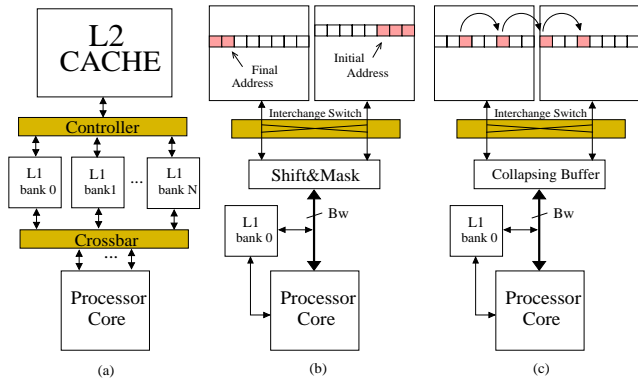 L2
CACHE
Controller
L1
bank 0
L1
bank1
...
L1
bank N
Crossbar
...
Processor
Core
(a)
Final
Address
Initial
Address
Interchange Switch
Shift&Mask
Bw
L1
bank 0
Processor
Core
(b)
Interchange Switch
Collapsing Buffer
Bw
L1
bank 0
Processor
Core
(c)